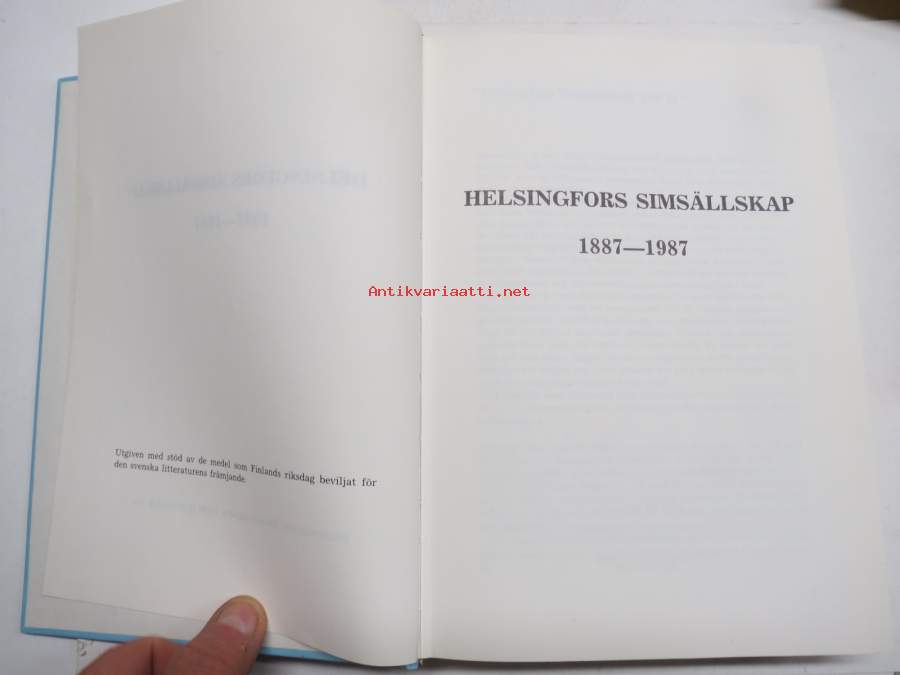 Utgiven med stöd av de medel som Finlands riksdag beviljat för
den svenska litteraturens främjande.
HELSINGFORS SIMSÄLLSKAP
1887—1987
Antikvariaatti.net